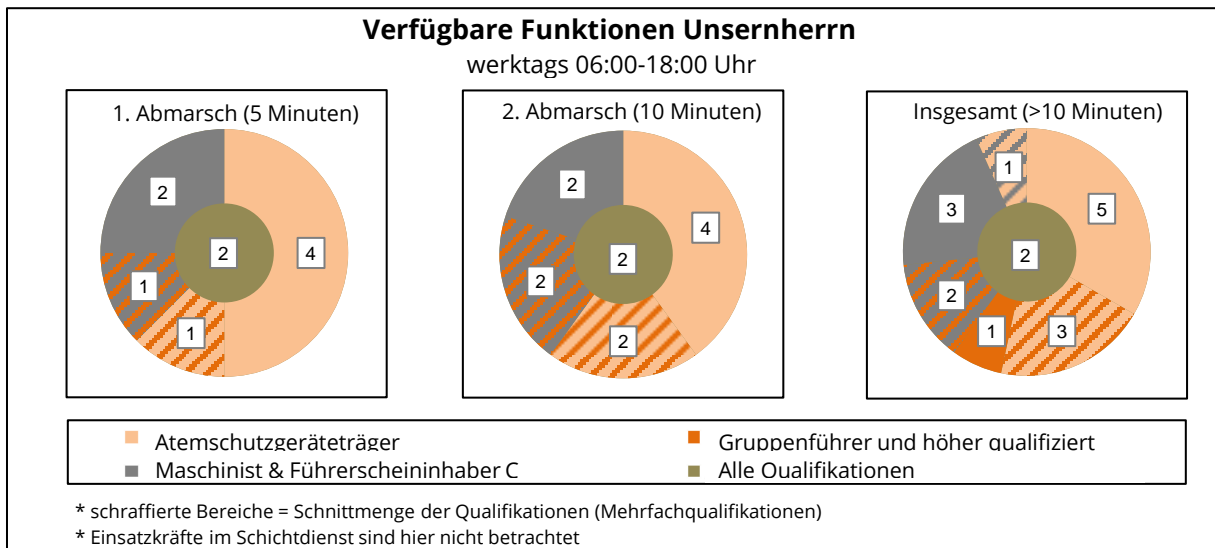 Verfügbare Funktionen Unsernherrn
werktags 06:00-18:00 Uhr
1. Abmarsch (5 Minuten)
2
4
2
1
1
2. Abmarsch (10 Minuten)
2
4
2
2
2
Insgesamt (>10 Minuten)
1
3
5
2
2
1
3
Atemschutzgeräteträger
Gruppenführer und höher qualifiziert
Maschinist & Führerscheininhaber C
Alle Qualifikationen
* schraffierte Bereiche = Schnittmenge der Qualifikationen (Mehrfachqualifikationen)
* Einsatzkräfte im Schichtdienst sind hier nicht betrachtet